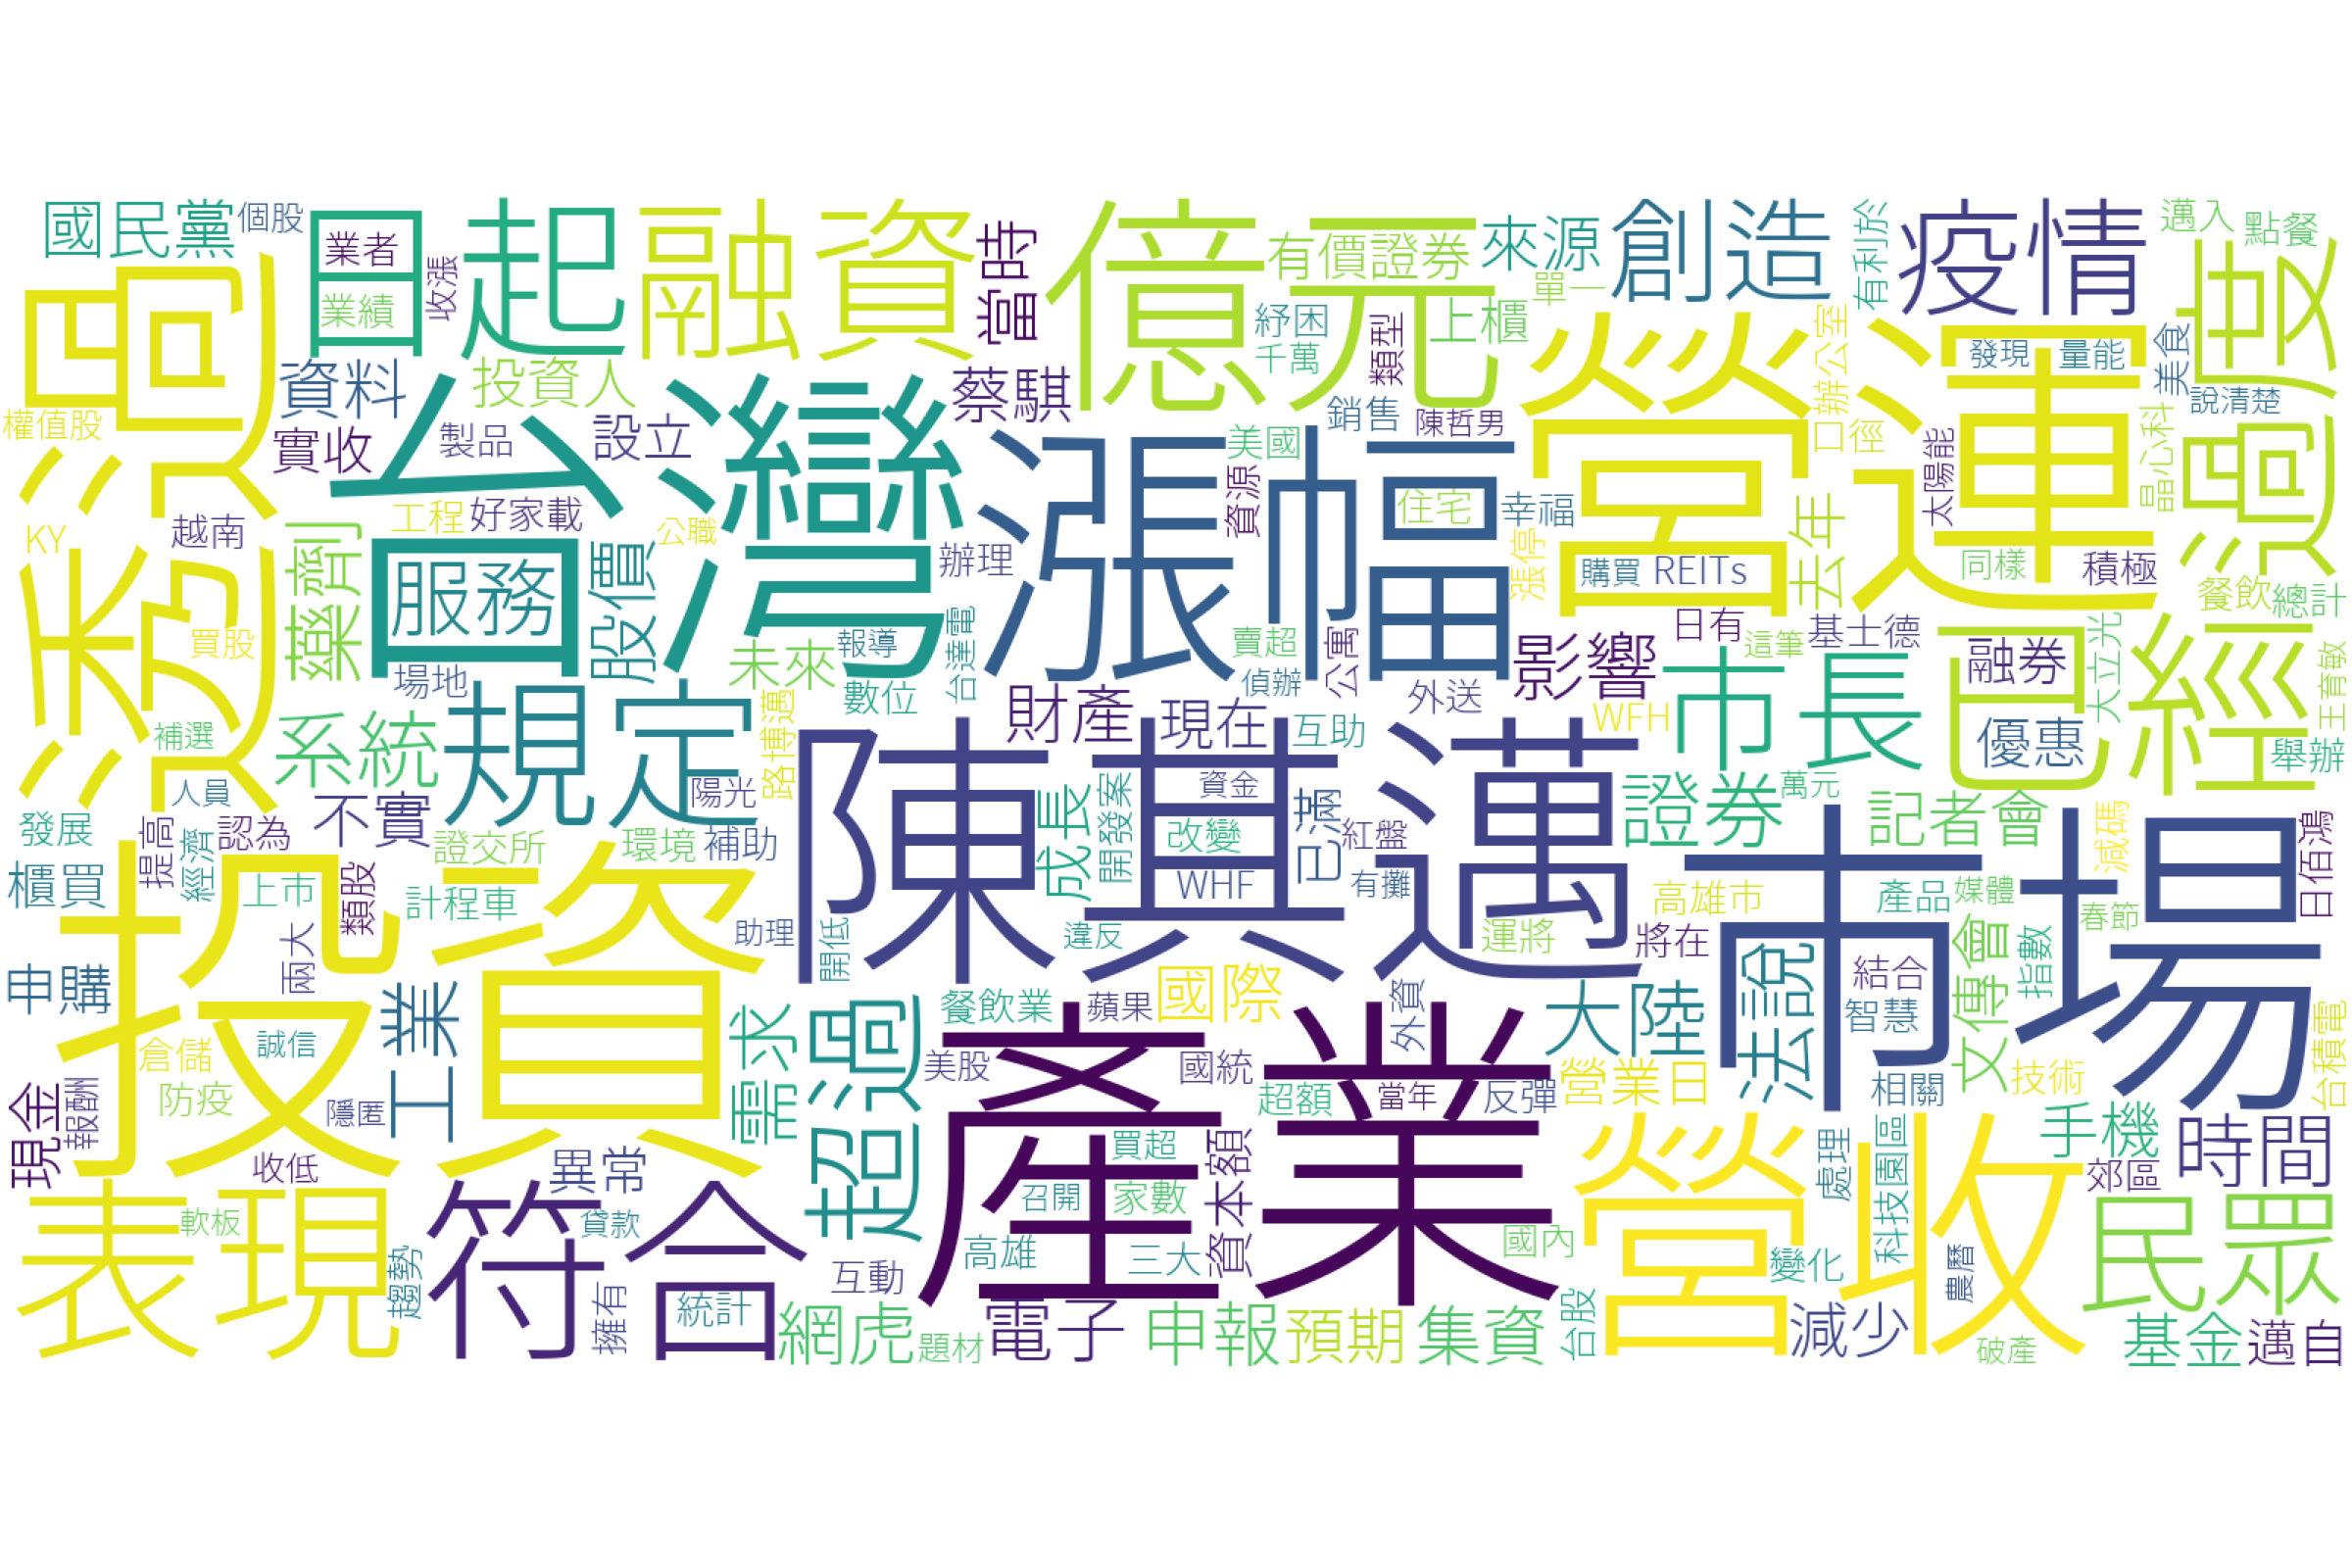 國民黨
個股
日起
業者
業績
收漲
融資
當時
億元
有價證券
來源
單一
創造
有利於
疫情
邁入
點餐
透過
過度
資料
投資人
台灣
蔡騏
紓困
千萬
類型
上櫃
營運
辦公室
發現
量能
美食
權值股
實收
製品
設立
漲幅
美國
銷售
陳哲男
口徑
說清楚
晶心科
KY
越南
工程
好家載
公職
辦理
資源
住宅
幸福
漲停
去年
太陽能
同樣
積極
藥劑
服務
股價
購買
REITs
餐飲
總計
買股
場地
未來
報導
台達電
賣超
公寓
影響
日有
這筆
基士德
融券
大立光
已經
王育敏
補選
系統
規定
數位
路博邁
財產
現在
偵辦
互助
外送
WFH
市長
優惠
舉辦
人員
不實
陽光
陳其邁
資金
證券
萬元
記者會
減碼
日佰鴻
發展
提高
經濟
認為
證交所
環境
補助
成長
開發案
改變
已滿
紅盤
市場
櫃買
上市
類股
計程車
投資
WHF
有攤
高雄市
產品
媒體
春節
申購
兩大
助理
開低
違反
運將
將在
法說
結合
文傳會
指數
倉儲
誠信
工業
需求
超過
餐飲業
蘋果
國際
外資
大陸
智慧
台積電
現金
報酬
防疫
隱匿
美股
國統
產業
超額
當年
反彈
營業日
相關
技術
收低
異常
買超
資本額
營收
處理
科技園區
手機
郊區
時間
表現
軟板
符合
貸款
召開
家數
國內
民眾
趨勢
擁有
統計
互動
高雄
三大
變化
農曆
網虎
題材
電子
申報
預期
集資
台股
減少
破產
基金
邁自